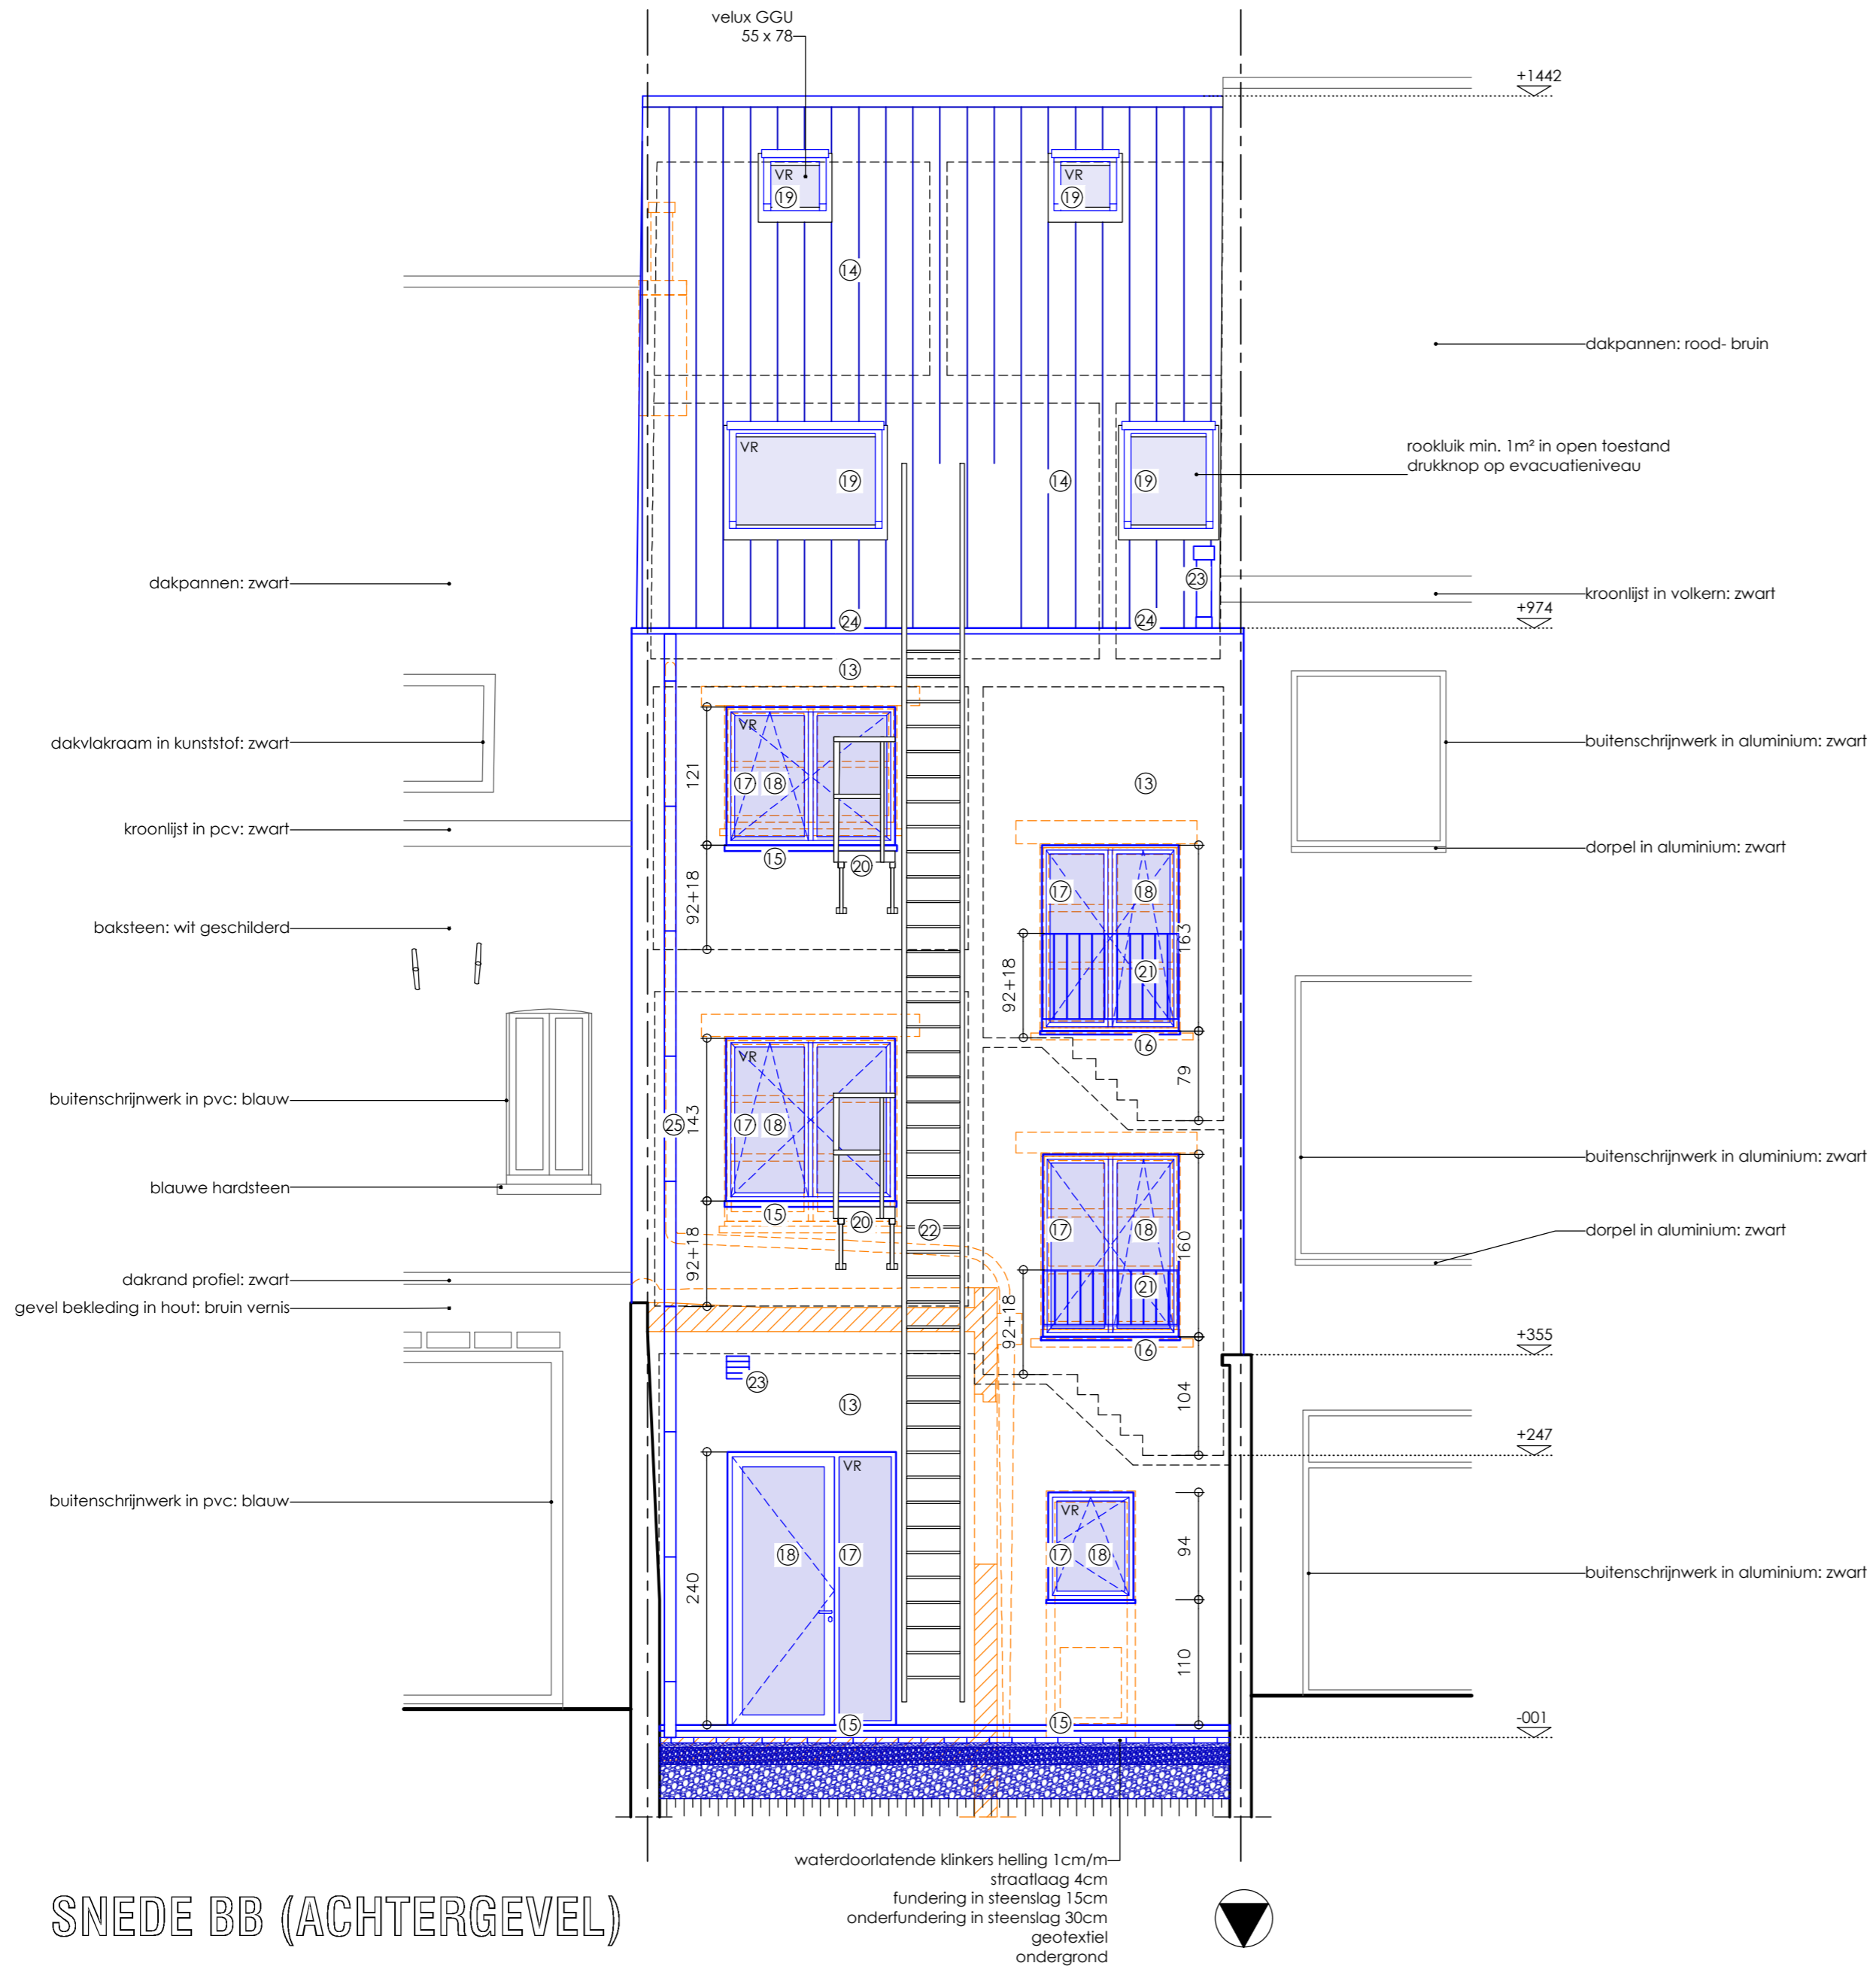 velux GGU
55 x 78
+1442
VR
19
VR
19
14
dakpannen: rood- bruin
VR
19
14
19
rookluik min. 1m² in open toestand
drukknop op evacuatieniveau
dakpannen: zwart
23
kroonlijst in volkern: zwart
24
24
+974
13
dakvlakraam in kunststof: zwart
VR
121
17
18
13
buitenschrijnwerk in aluminium: zwart
kroonlijst in pcv: zwart
15
20
dorpel in aluminium: zwart
92+18
17
18
baksteen: wit geschilderd
163
92+18
21
16
VR
79
buitenschrijnwerk in pvc: blauw
25
143
17
18
buitenschrijnwerk in aluminium: zwart
blauwe hardsteen
15
20
22
17
18
160
dorpel in aluminium: zwart
92+18
dakrand profiel: zwart
21
gevel bekleding in hout: bruin vernis
92+18
16
+355
23
13
104
+247
VR
buitenschrijnwerk in pvc: blauw
VR
18
17
17
18
94
240
buitenschrijnwerk in aluminium: zwart
110
15
15
-001
waterdoorlatende klinkers helling 1cm/m
straatlaag 4cm
fundering in steenslag 15cm
onderfundering in steenslag 30cm
geotextiel
ondergrond
SNEDE BB (ACHTERGEVEL)